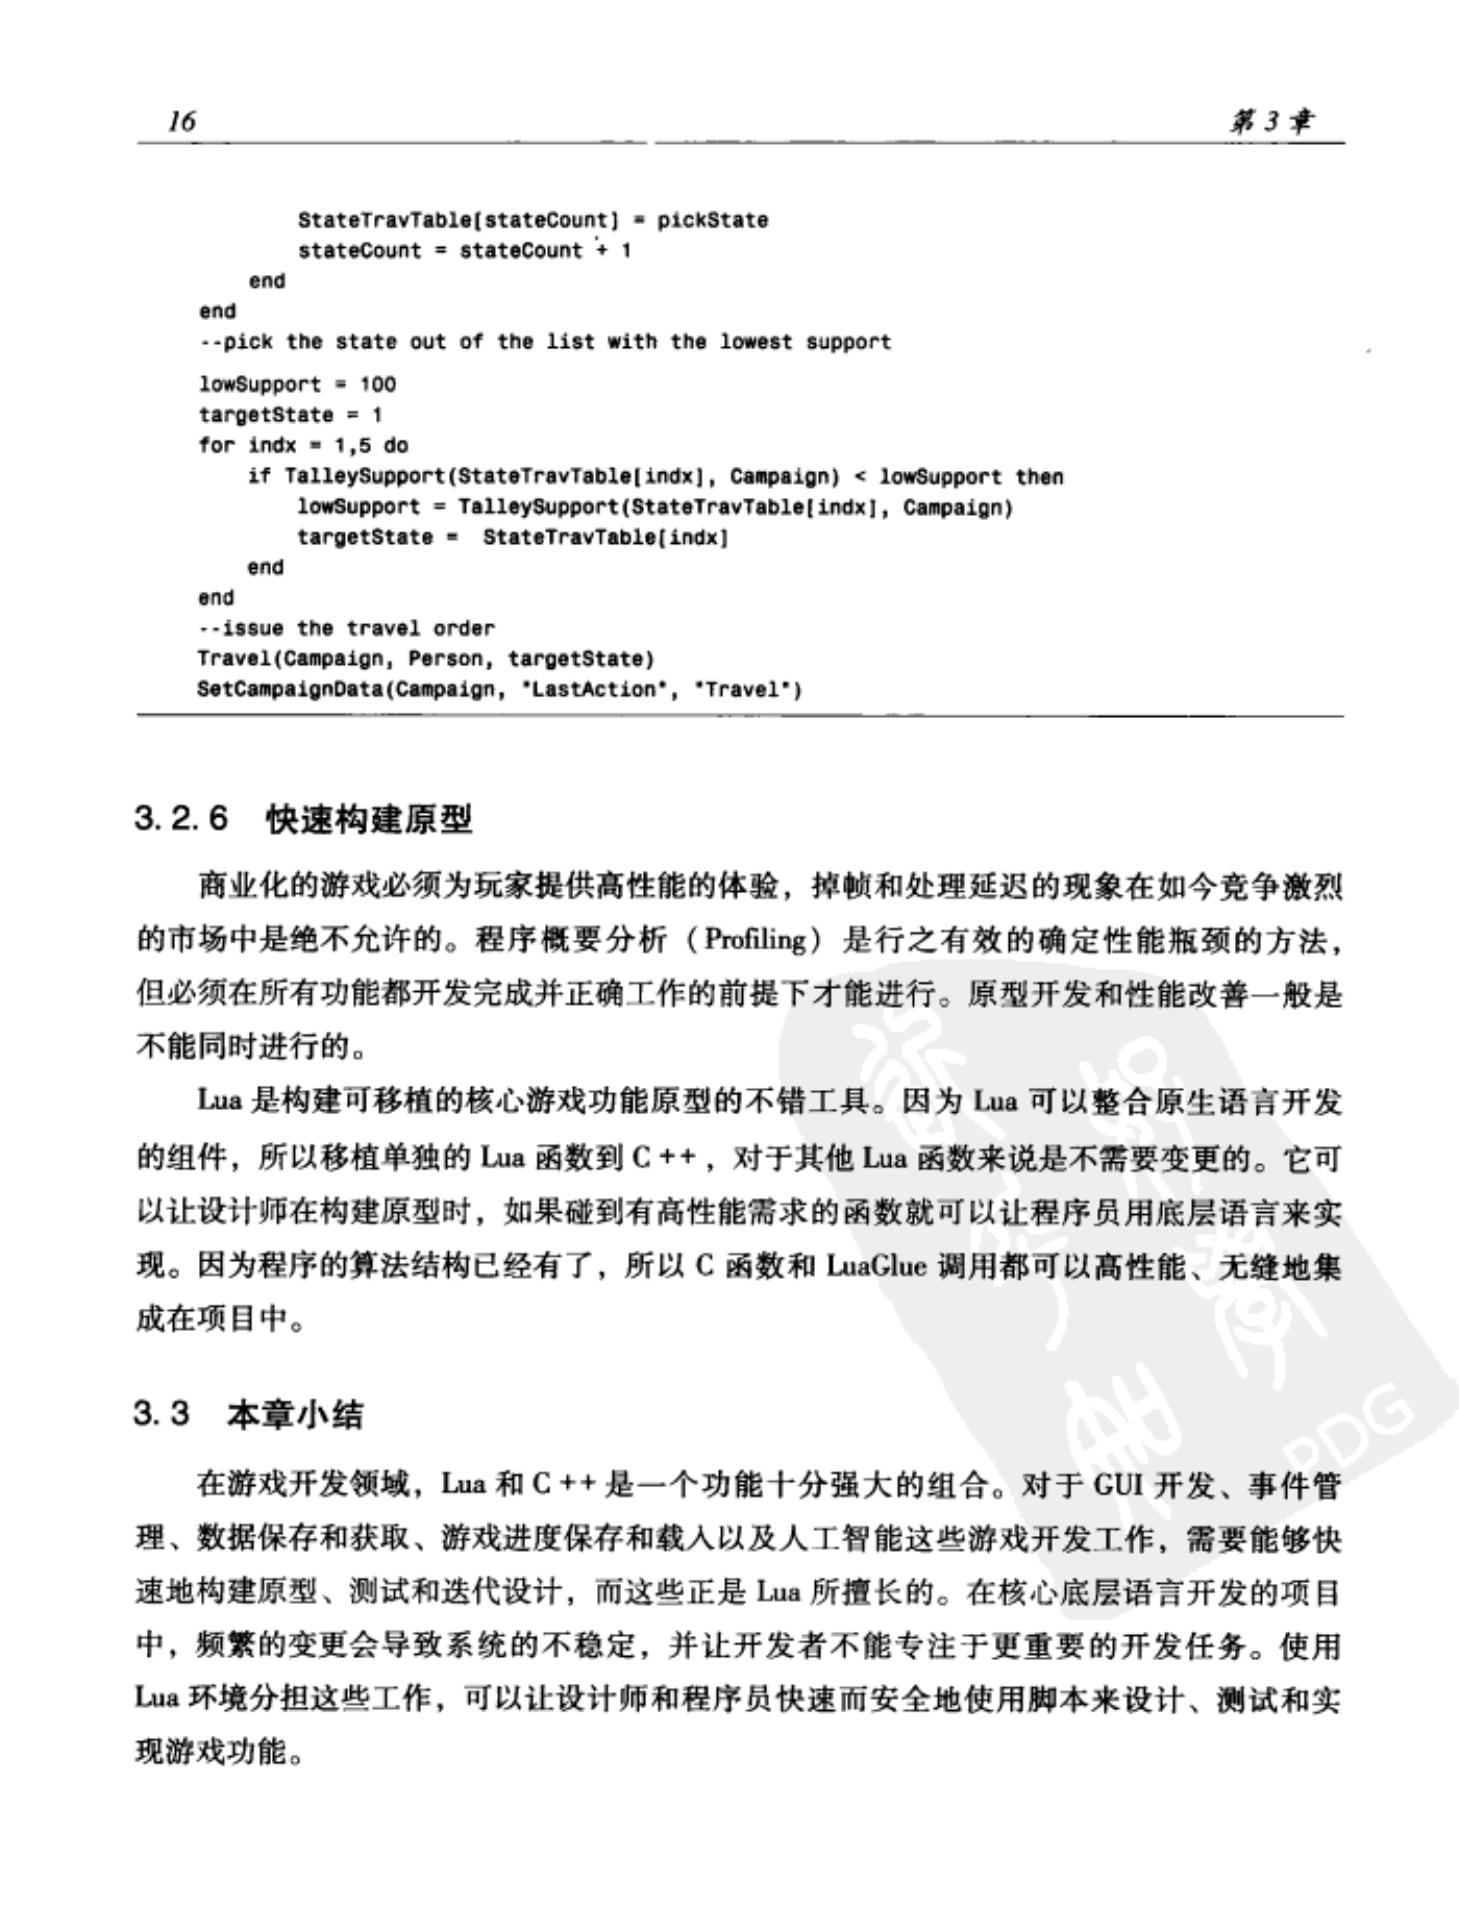 16 第3章
StateTravTable[stateCount] = pickState
stateCount = stateCount + 1
end
end
--pick the state out of the list with the lowest support
lowSupport = 100
targetState = 1
for indx = 1,5 do
if TalleySupport(StateTravTable[indx], Campaign) < lowSupport then
lowSupport = TalleySupport(StateTravTable[indx], Campaign)
targetState =  StateTravTable[indx]
end
end
--issue the travel order
Travel(Campaign, Person, targetState)
SetCampaignData(Campaign, "LastAction", "Travel")
3.2.6 快速构建原型
商业化的游戏必须为玩家提供高性能的体验，掉帧和处理延迟的现象在如今竞争激烈
的市场中是绝不允许的。程序概要分析（Profiling）是行之有效的确定性能瓶颈的方法，
但必须在所有功能都开发完成并正确工作的前提下才能进行。原型开发和性能改善一般是
不能同时进行的。
Lua 是构建可移植的核心游戏功能原型的不错工具。因为 Lua 可以整合原生语言开发
的组件，所以移植单独的 Lua 函数到 C++，对于其他 Lua 函数来说是不需要变更的。它可
以让设计师在构建原型时，如果碰到有高性能需求的函数就可以让程序员用底层语言来实
现。因为程序的算法结构已经有了，所以 C 函数和 LuaGlue 调用都可以高性能、无缝地集
成在项目中。
3.3 本章小结
在游戏开发领域，Lua 和 C++ 是一个功能十分强大的组合。对于 GUI 开发、事件管
理、数据保存和获取、游戏进度保存和载入以及人工智能这些游戏开发工作，需要能够快
速地构建原型、测试和迭代设计，而这些正是 Lua 所擅长的。在核心底层语言开发的项目
中，频繁的变更会导致系统的不稳定，并让开发者不能专注于更重要的开发任务。使用
Lua 环境分担这些工作，可以让设计师和程序员快速而安全地使用脚本来设计、测试和实
现游戏功能。
PDG